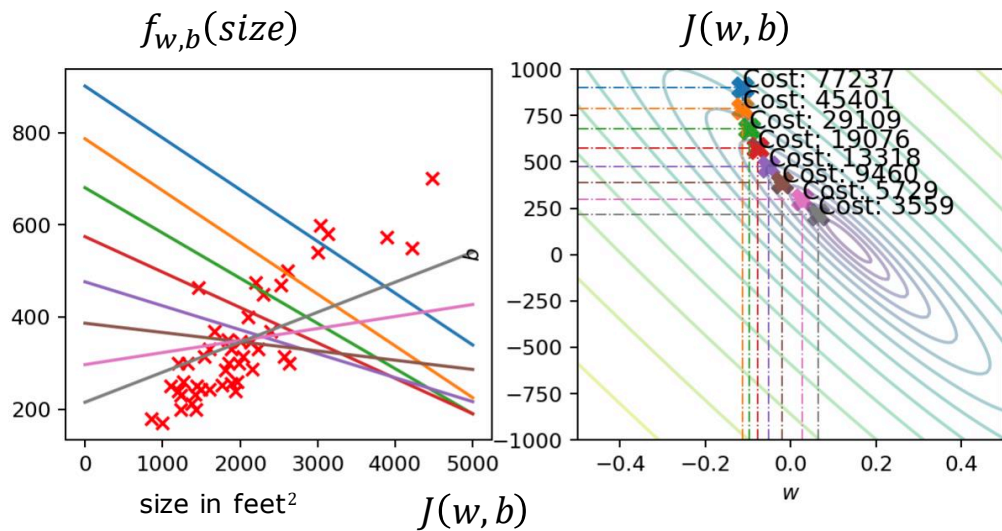 f_{w,b}(size)
J(w, b)
800
600
400
200
0
1000
2000
3000
4000
5000
size in feet²
b
1000
750
500
250
0
−250
−500
−750
−1000
Cost: 77237
Cost: 45401
Cost: 29109
Cost: 19076
Cost: 13318
Cost: 9460
Cost: 5729
Cost: 3559
−0.4
−0.2
0.0
0.2
0.4
w
J(w, b)